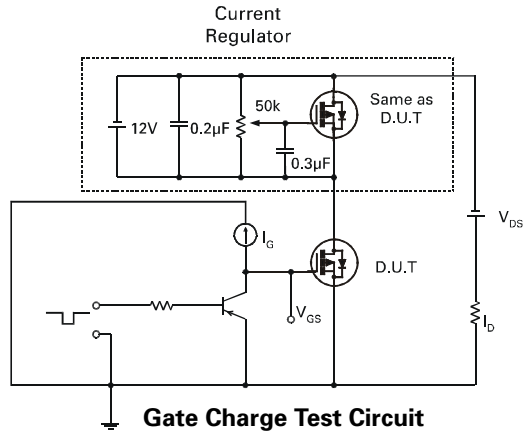 Current
Regulator
50k
Same as
D.U.T
12V
0.2µF
0.3µF
V_DS
I_G
D.U.T
V_GS
I_D
Gate Charge Test Circuit